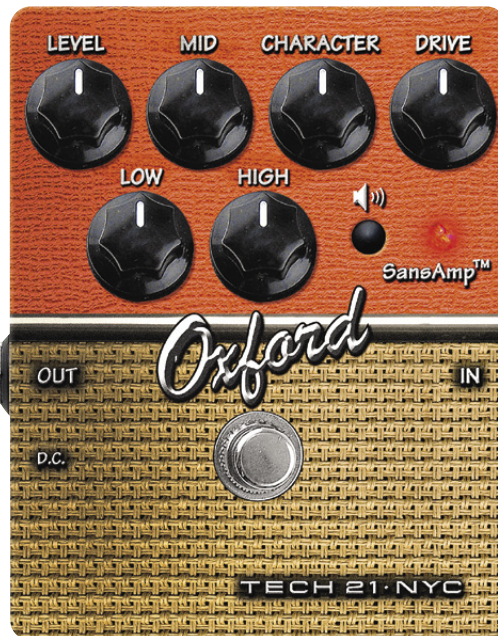 LEVEL MID CHARACTER DRIVE
LOW HIGH
SansAmp™
Oxford
OUT IN
D.C.
TECH 21·NYC